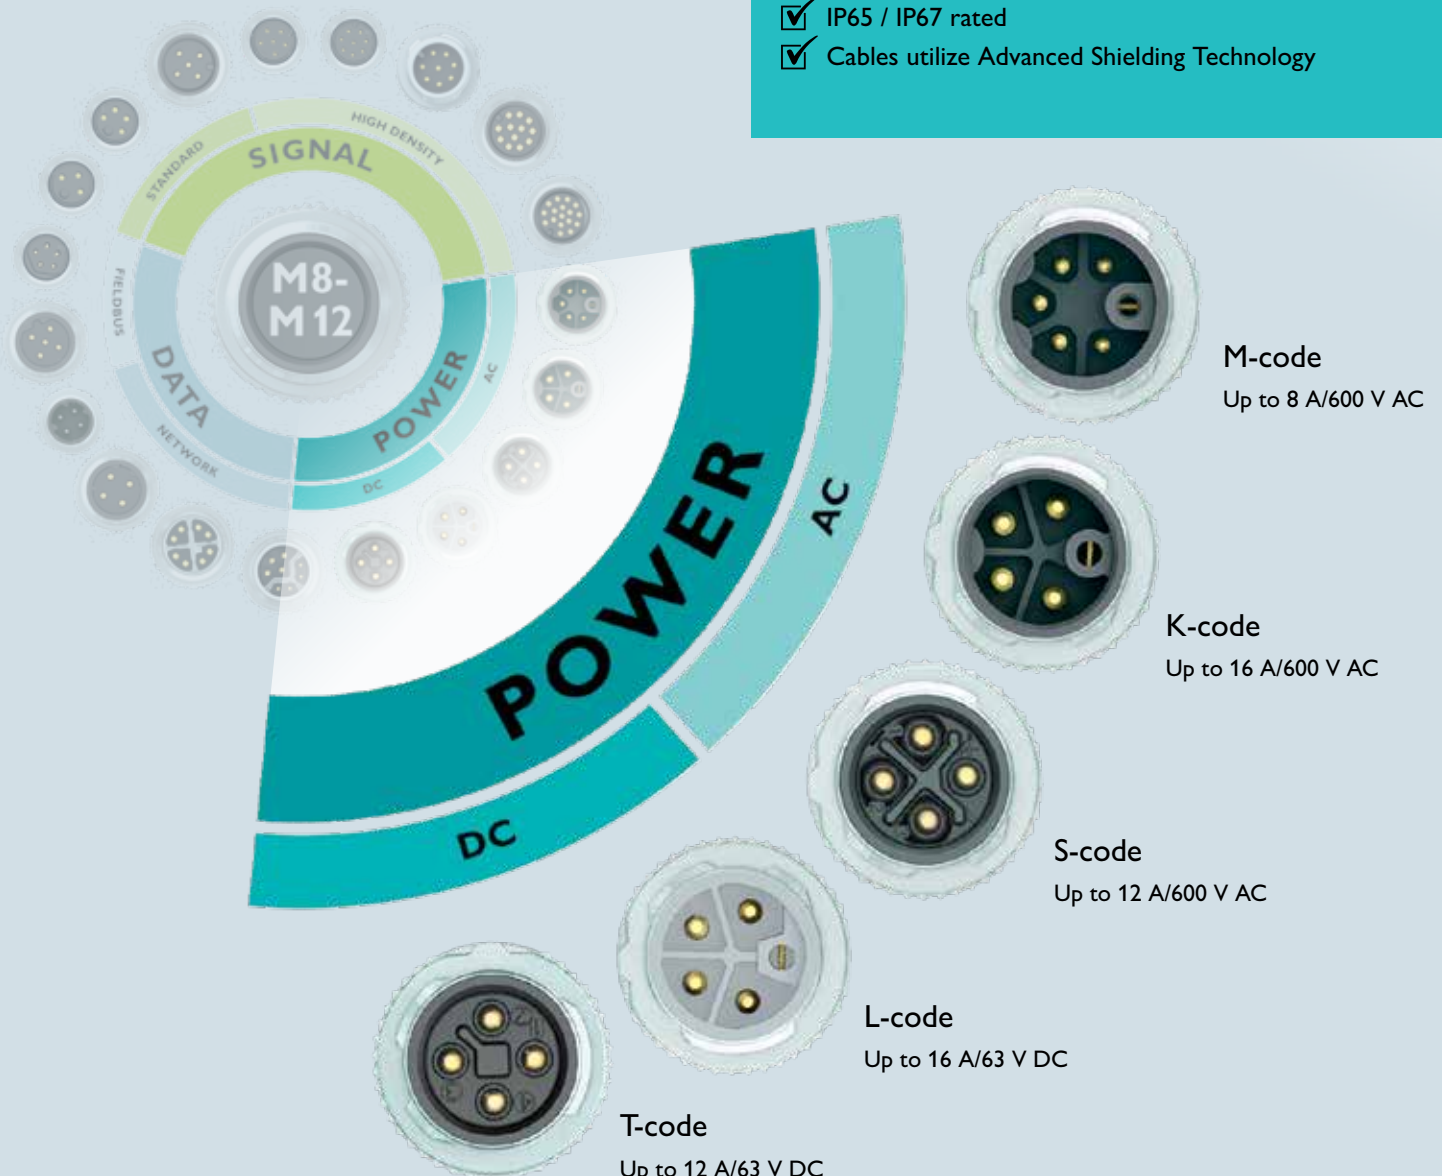 IP65 / IP67 rated
Cables utilize Advanced Shielding Technology
STANDARD
HIGH DENSITY
SIGNAL
M8-
M12
FIELDBUS
DATA
NETWORK
POWER
AC
DC
POWER
AC
DC
M-code
Up to 8 A/600 V AC
K-code
Up to 16 A/600 V AC
S-code
Up to 12 A/600 V AC
L-code
Up to 16 A/63 V DC
T-code
Up to 12 A/63 V DC